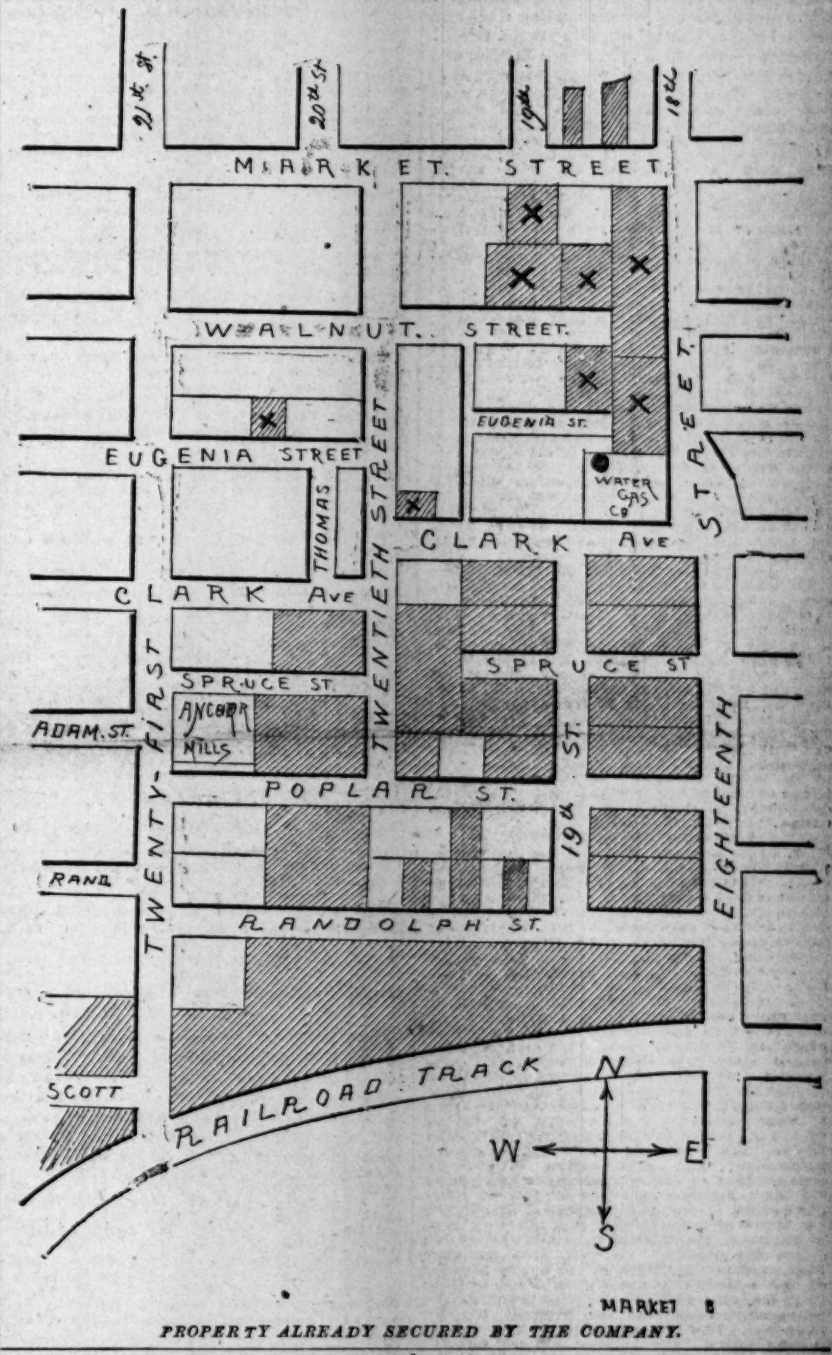 21st St.
20th St
19th
18th
MARKET. STREET.
WALNUT. STREET.
EUGENIA ST.
EUGENIA STREET
WATER
GAS
Co
THOMAS
TWENTIETH STREET
STREET
CLARK AVE
CLARK AVE
SPRUCE ST
SPRUCE ST.
ANCHOR
MILLS
ADAM. ST.
TWENTY-FIRST
19th ST.
EIGHTEENTH
POPLAR ST.
RAND
RANDOLPH ST.
SCOTT
RAILROAD TRACK
N
W E
S
MARKET 8
PROPERTY ALREADY SECURED BY THE COMPANY.